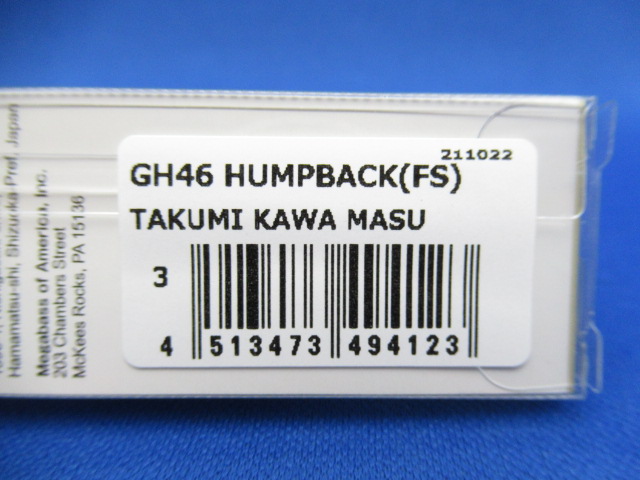 211022
GH46 HUMPBACK(FS)
TAKUMI KAWA MASU
3
4 513473 494123
Hamamatsu-shi, Shizuoka Pref, Japan
Megabass of America, Inc.
203 Chambers Street
McKees Rocks, PA 15136